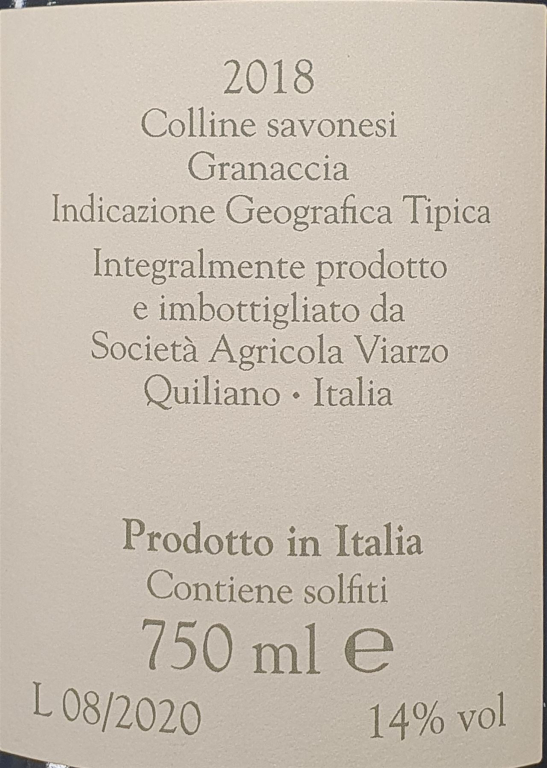 2018
Colline savonesi
Granaccia
Indicazione Geografica Tipica
Integralmente prodotto
e imbottigliato da
Società Agricola Viarzo
Quiliano • Italia
Prodotto in Italia
Contiene solfiti
750 ml e
L 08/2020 14% vol